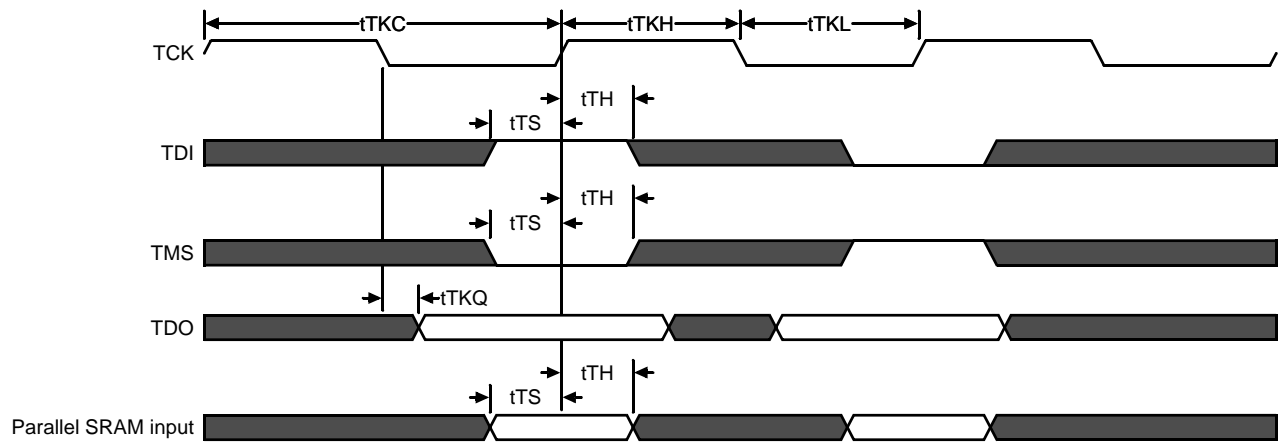 tTKC
tTKH
tTKL
TCK
tTH
tTS
TDI
tTH
tTS
TMS
tTKQ
TDO
tTH
tTS
Parallel SRAM input